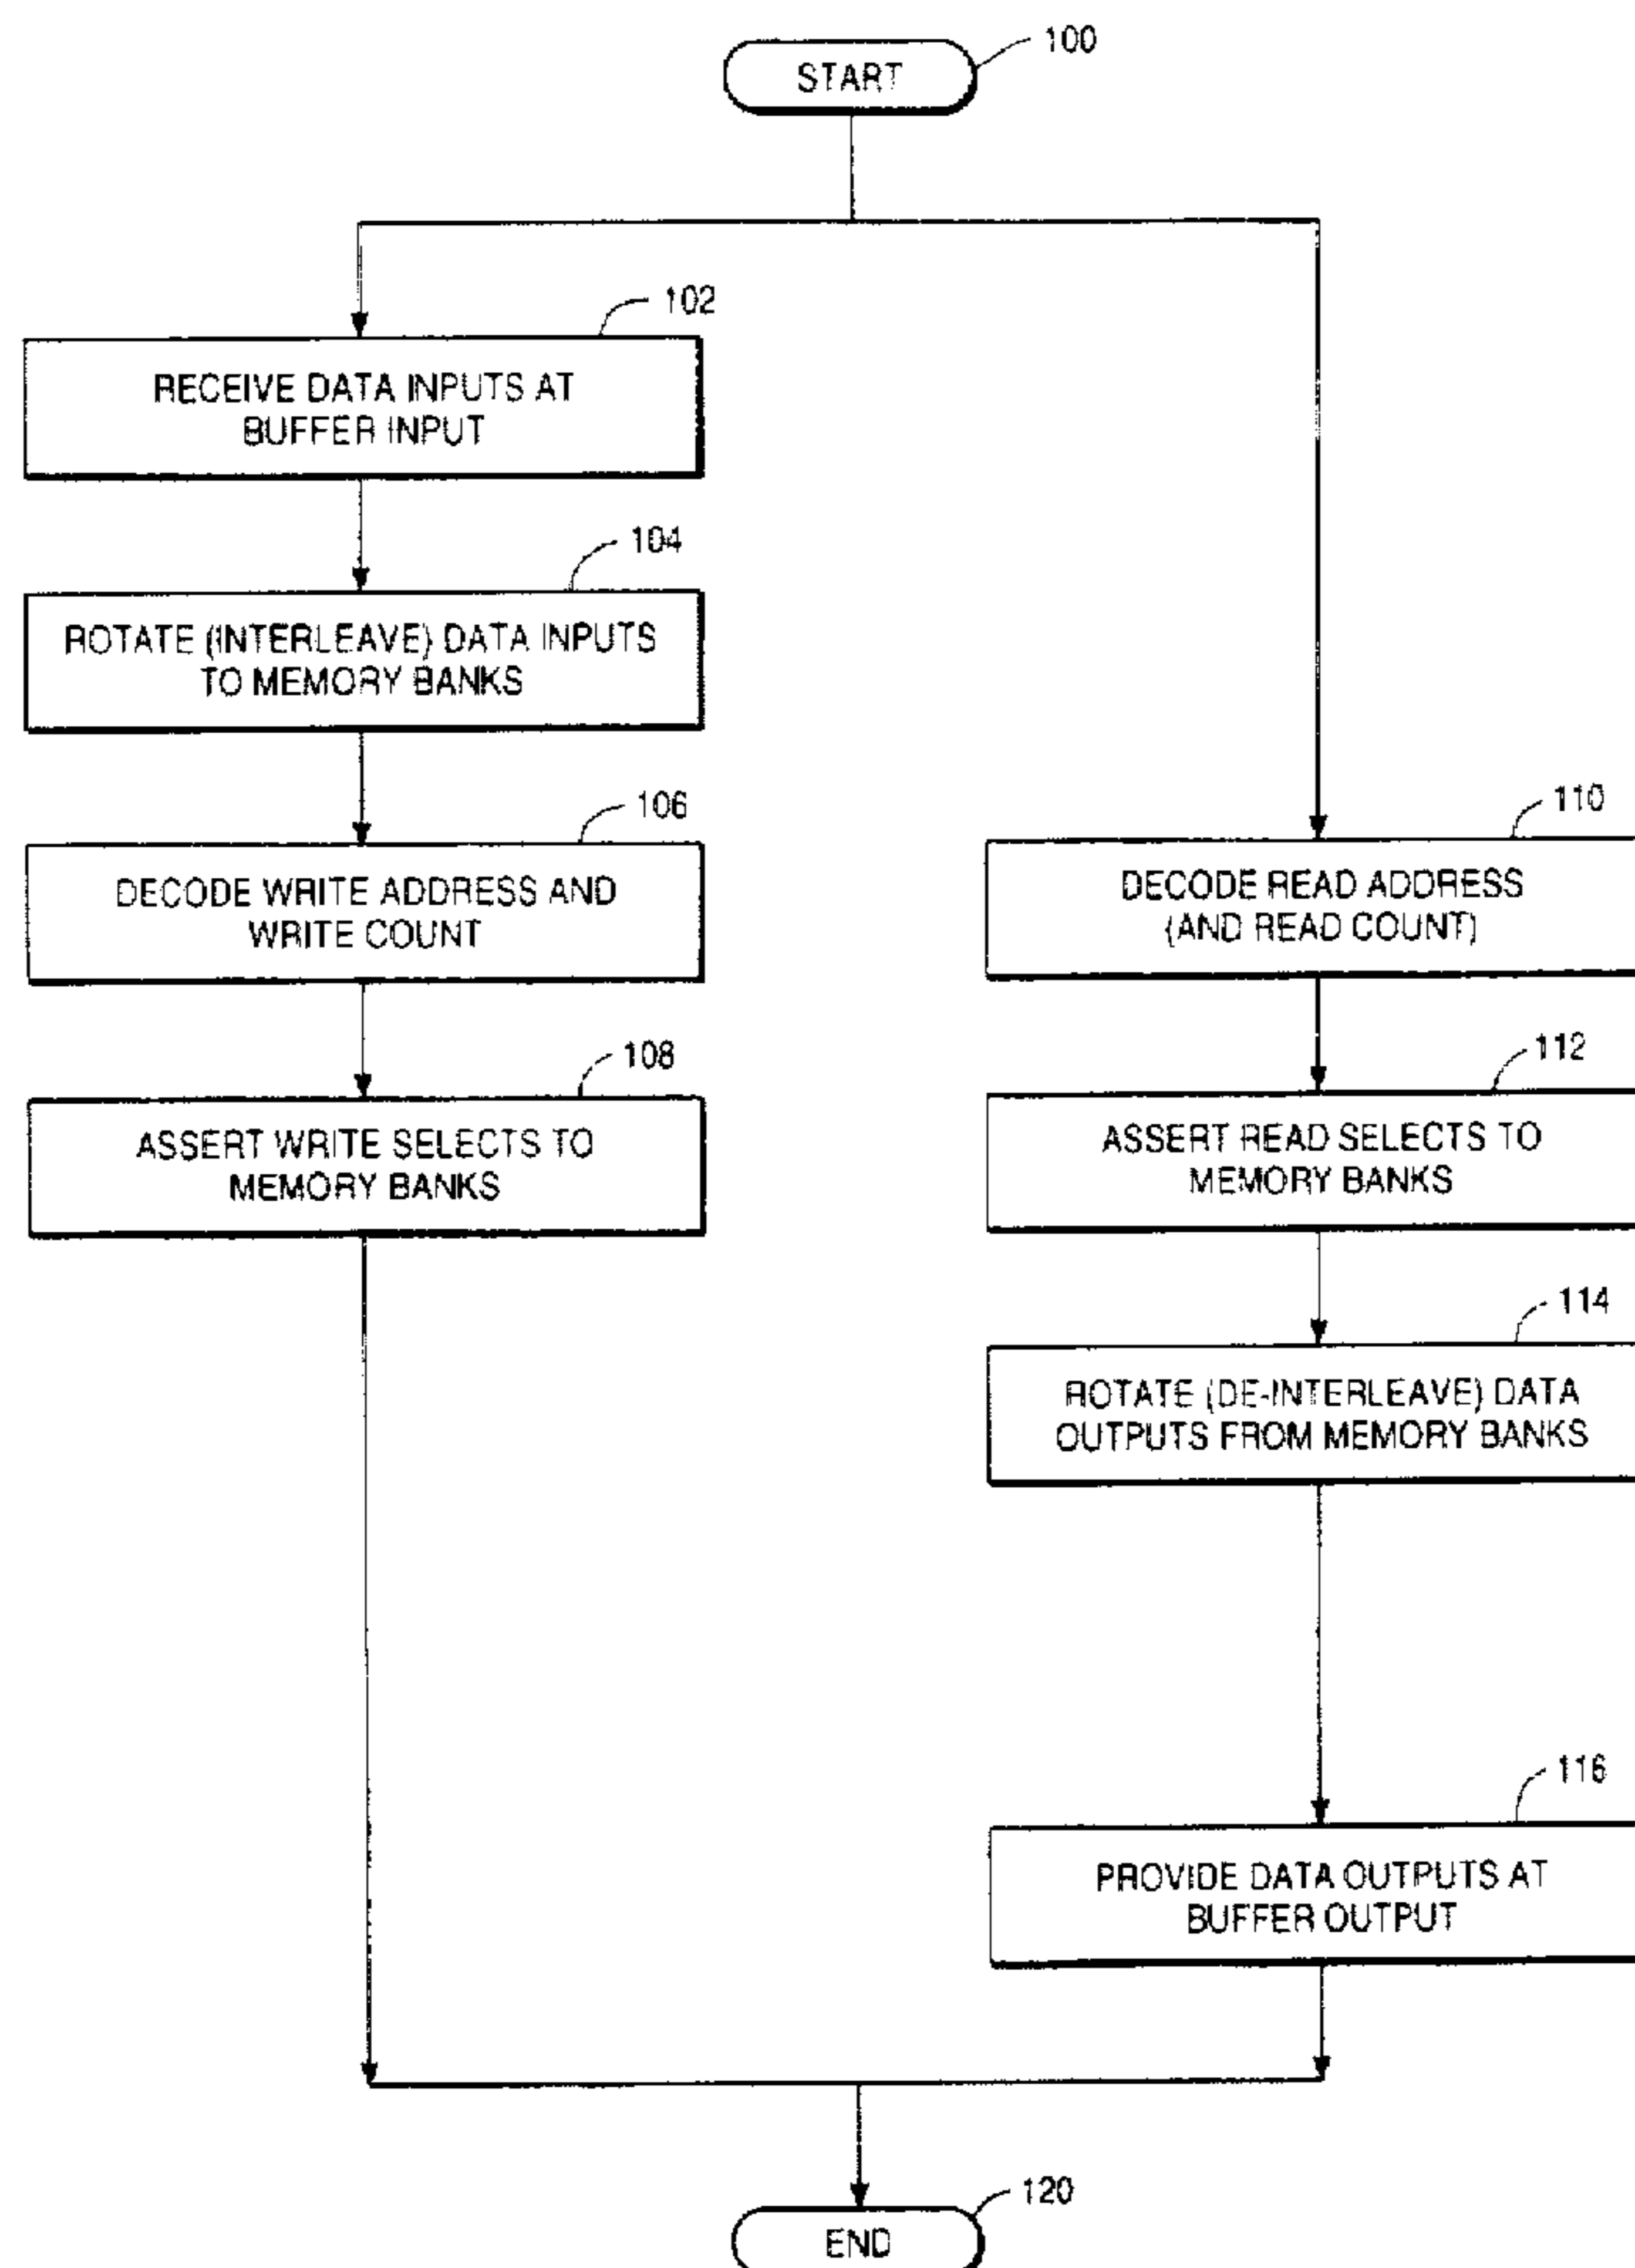 100
START
102
RECEIVE DATA INPUTS AT
BUFFER INPUT
104
ROTATE (INTERLEAVE) DATA INPUTS
TO MEMORY BANKS
106
DECODE WRITE ADDRESS AND
WRITE COUNT
108
ASSERT WRITE SELECTS TO
MEMORY BANKS
110
DECODE READ ADDRESS
(AND READ COUNT)
112
ASSERT READ SELECTS TO
MEMORY BANKS
114
ROTATE (DE-INTERLEAVE) DATA
OUTPUTS FROM MEMORY BANKS
116
PROVIDE DATA OUTPUTS AT
BUFFER OUTPUT
120
END